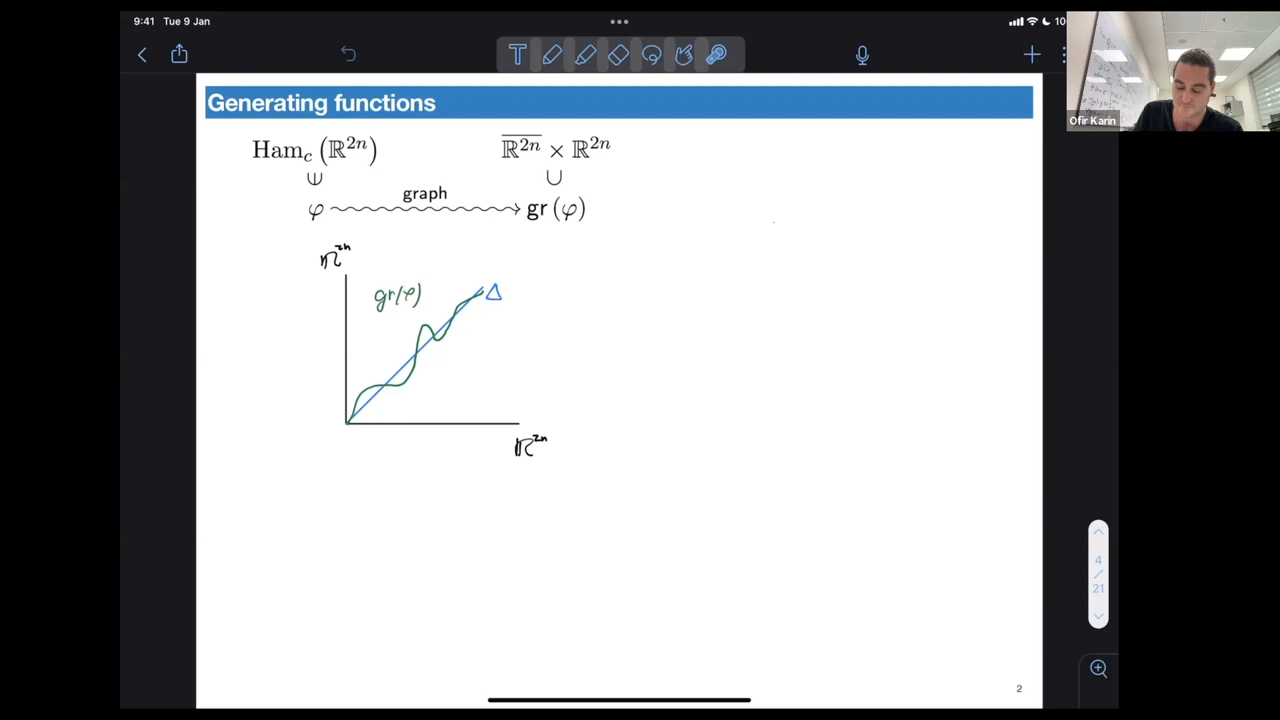 9:41 Tue 9 Jan
10
Generating functions
Ham_c (ℝ^{2n})
\overline{ℝ^{2n}} × ℝ^{2n}
graph
φ
gr (φ)
ℝ^{2n}
gr(φ)
Δ
ℝ^{2n}
4
/
21
2
Ofir Karin